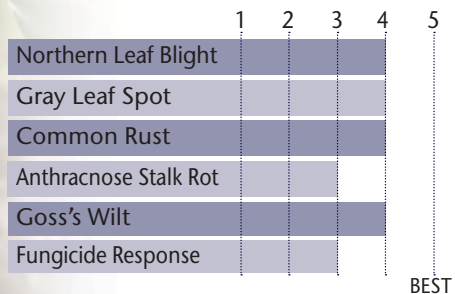 1 2 3 4 5
Northern Leaf Blight
Gray Leaf Spot
Common Rust
Anthracnose Stalk Rot
Goss's Wilt
Fungicide Response
BEST